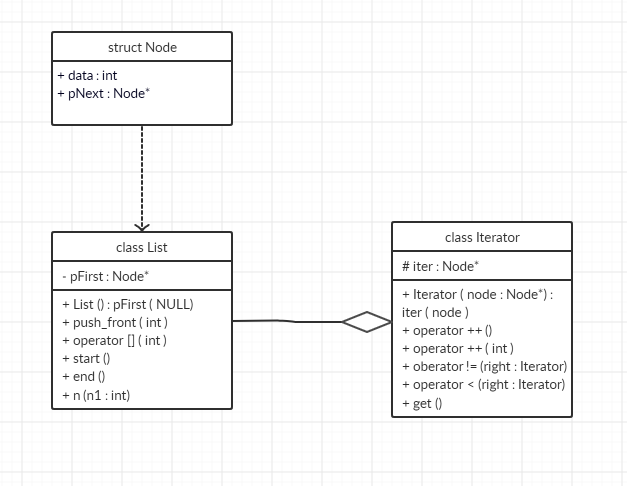 struct Node
+ data : int
+ pNext : Node*
class List
- pFirst : Node*
+ List () : pFirst ( NULL)
+ push_front ( int )
+ operator [] ( int )
+ start ()
+ end ()
+ n (n1 : int)
class Iterator
# iter : Node*
+ Iterator ( node : Node*) :
iter ( node )
+ operator ++ ()
+ operator ++ ( int )
+ oberator != (right : Iterator)
+ operator < (right : Iterator)
+ get ()